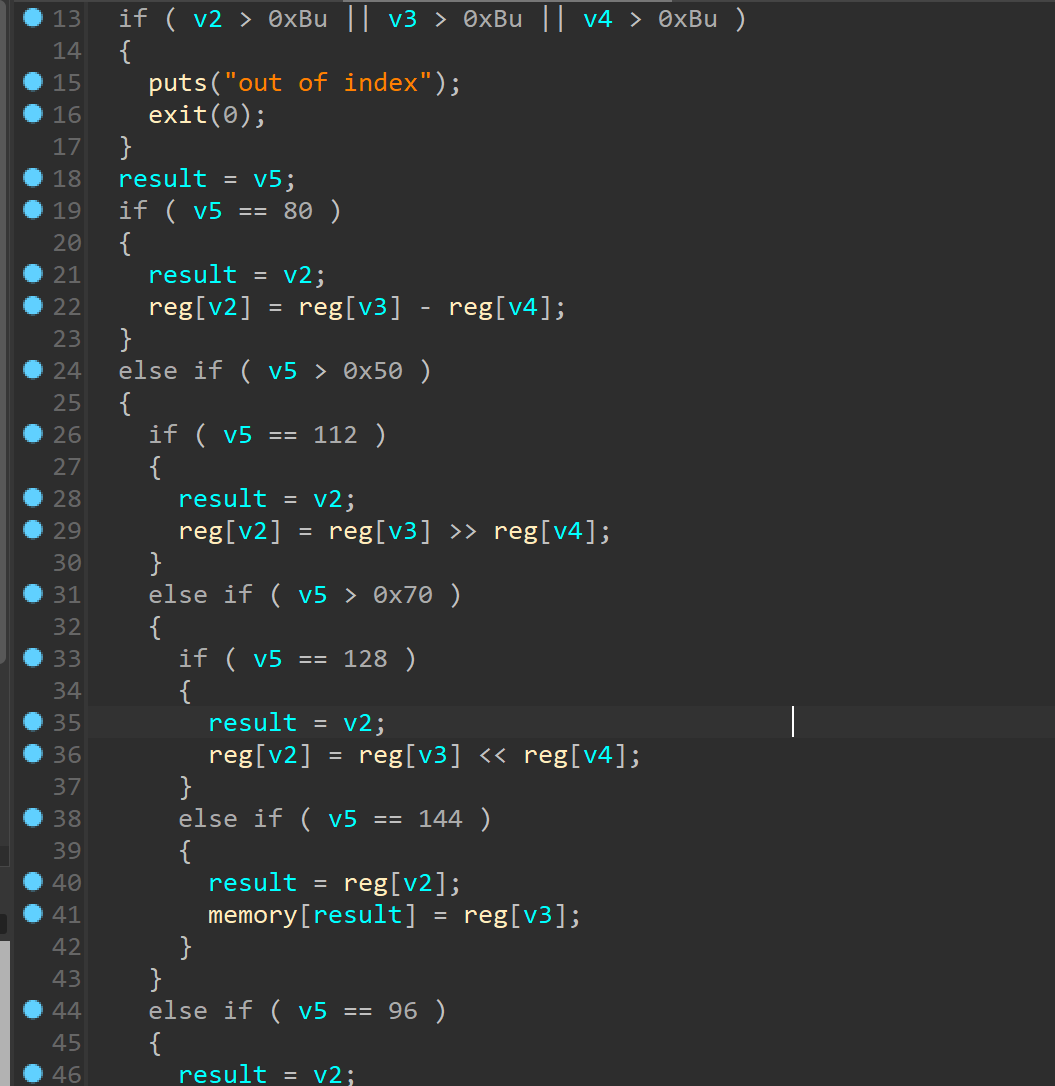 13 if ( v2 > 0xBu || v3 > 0xBu || v4 > 0xBu )
14 {
15 puts("out of index");
16 exit(0);
17 }
18 result = v5;
19 if ( v5 == 80 )
20 {
21 result = v2;
22 reg[v2] = reg[v3] - reg[v4];
23 }
24 else if ( v5 > 0x50 )
25 {
26 if ( v5 == 112 )
27 {
28 result = v2;
29 reg[v2] = reg[v3] >> reg[v4];
30 }
31 else if ( v5 > 0x70 )
32 {
33 if ( v5 == 128 )
34 {
35 result = v2;
36 reg[v2] = reg[v3] << reg[v4];
37 }
38 else if ( v5 == 144 )
39 {
40 result = reg[v2];
41 memory[result] = reg[v3];
42 }
43 }
44 else if ( v5 == 96 )
45 {
46 result = v2;